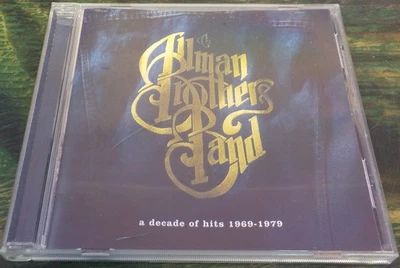 The
Allman
Brothers
Band
a decade of hits 1969-1979